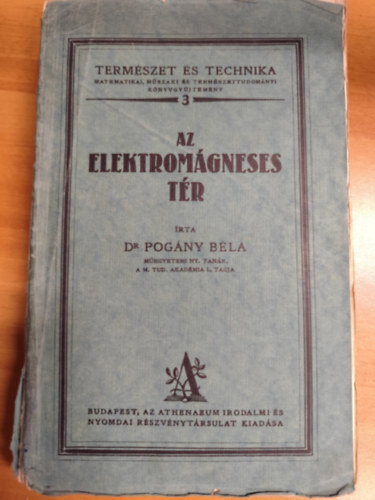 TERMÉSZET ÉS TECHNIKA
MATEMATIKAI, MŰSZAKI ÉS TERMÉSZETTUDOMÁNYI
KÖNYVGYŰJTEMÉNY
3
AZ
ELEKTROMÁGNESES
TÉR
ÍRTA
DR POGÁNY BÉLA
MŰEGYETEMI NY. TANÁR,
A M. TUD. AKADÉMIA L. TAGJA
A
BUDAPEST, AZ ATHENAEUM IRODALMI ÉS
NYOMDAI RÉSZVÉNYTÁRSULAT KIADÁSA